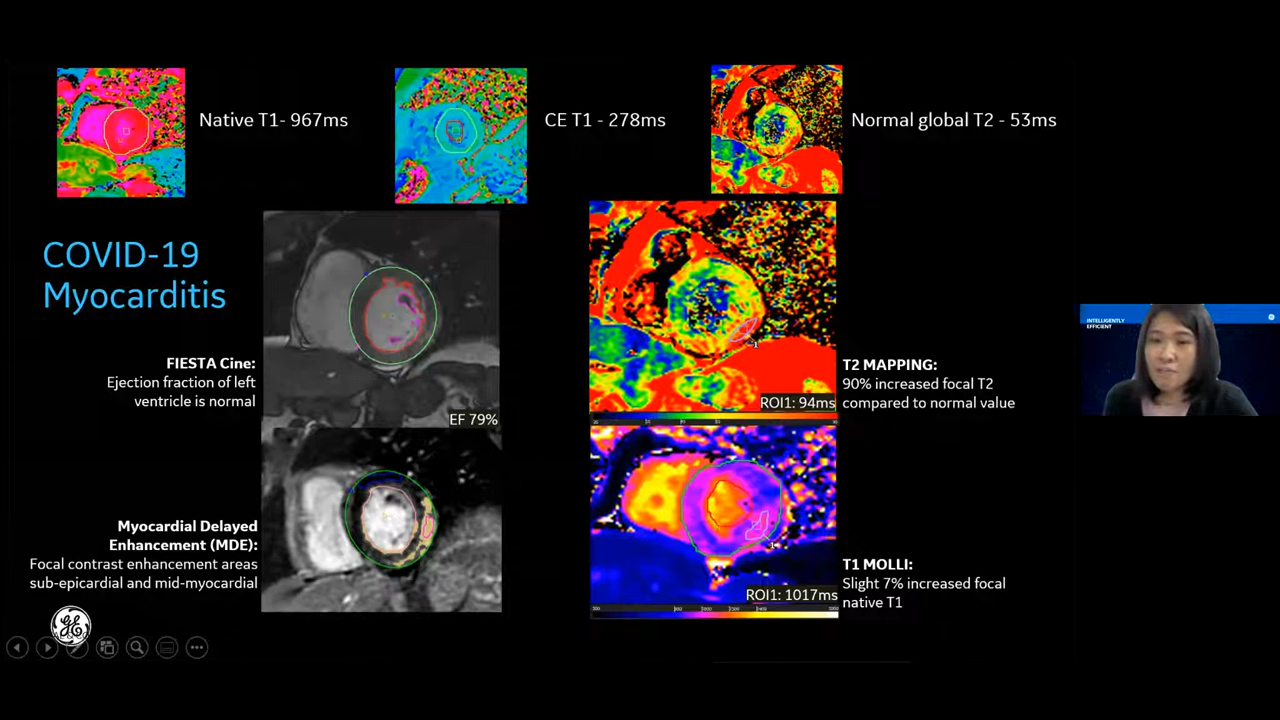 Native T1- 967ms
CE T1 - 278ms
Normal global T2 - 53ms
COVID-19
Myocarditis
FIESTA Cine:
Ejection fraction of left
ventricle is normal
EF 79%
ROI1: 94ms
T2 MAPPING:
90% increased focal T2
compared to normal value
INTELLIGENTLY
EFFICIENT
Myocardial Delayed
Enhancement (MDE):
Focal contrast enhancement areas
sub-epicardial and mid-myocardial
ROI1: 1017ms
T1 MOLLI:
Slight 7% increased focal
native T1